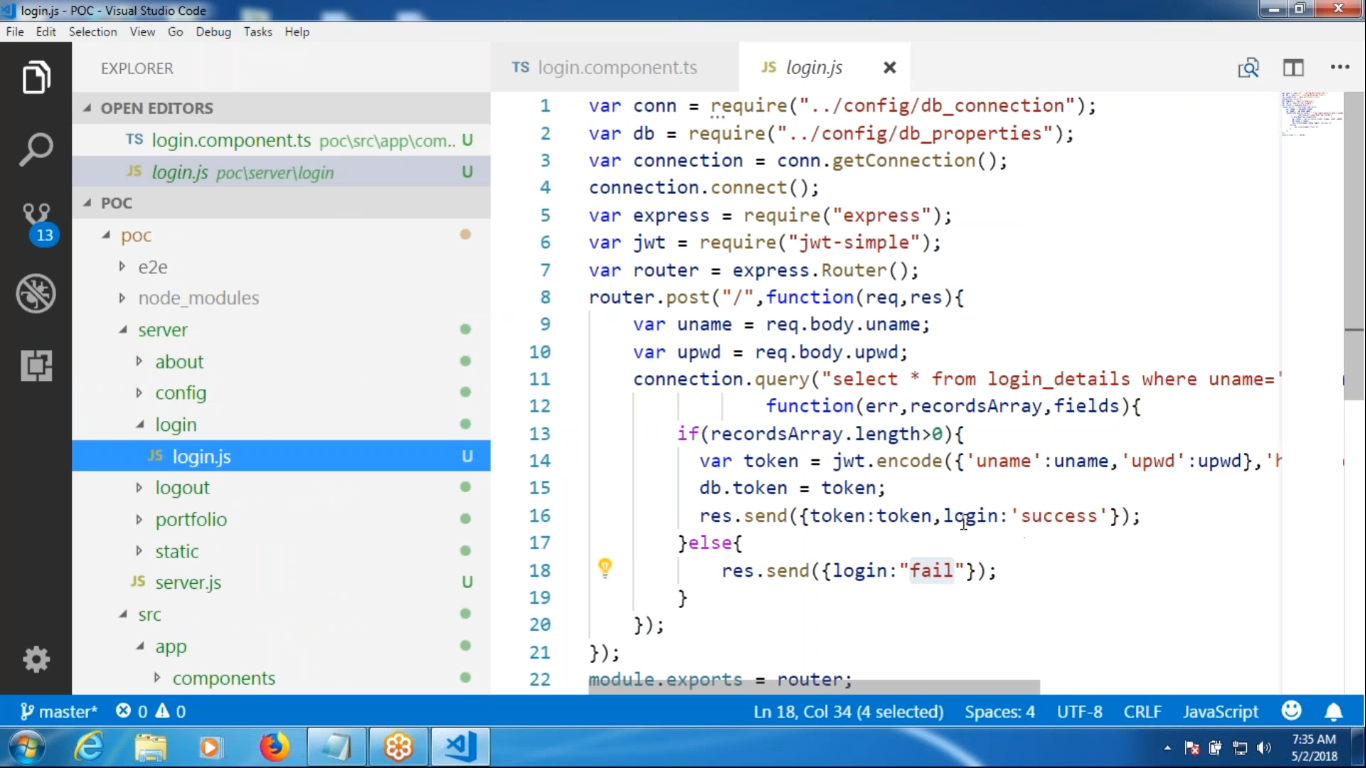 login.js - POC - Visual Studio Code
File Edit Selection View Go Debug Tasks Help
EXPLORER
OPEN EDITORS
TS login.component.ts poc\src\app\com... U
JS login.js poc\server\login U
POC
poc
e2e
node_modules
server
about
config
login
JS login.js U
logout
portfolio
static
JS server.js U
src
app
components
13
TS login.component.ts JS login.js
1 var conn = require("../config/db_connection");
2 var db = require("../config/db_properties");
3 var connection = conn.getConnection();
4 connection.connect();
5 var express = require("express");
6 var jwt = require("jwt-simple");
7 var router = express.Router();
8 router.post("/",function(req,res){
9 var uname = req.body.uname;
10 var upwd = req.body.upwd;
11 connection.query("select * from login_details where uname='
12 function(err,recordsArray,fields){
13 if(recordsArray.length>0){
14 var token = jwt.encode({'uname':uname,'upwd':upwd},'h
15 db.token = token;
16 res.send({token:token,login:'success'});
17 }else{
18 res.send({login:"fail"});
19 }
20 });
21 });
22 module.exports = router;
master* 0 0 Ln 18, Col 34 (4 selected) Spaces: 4 UTF-8 CRLF JavaScript
7:35 AM
5/2/2018